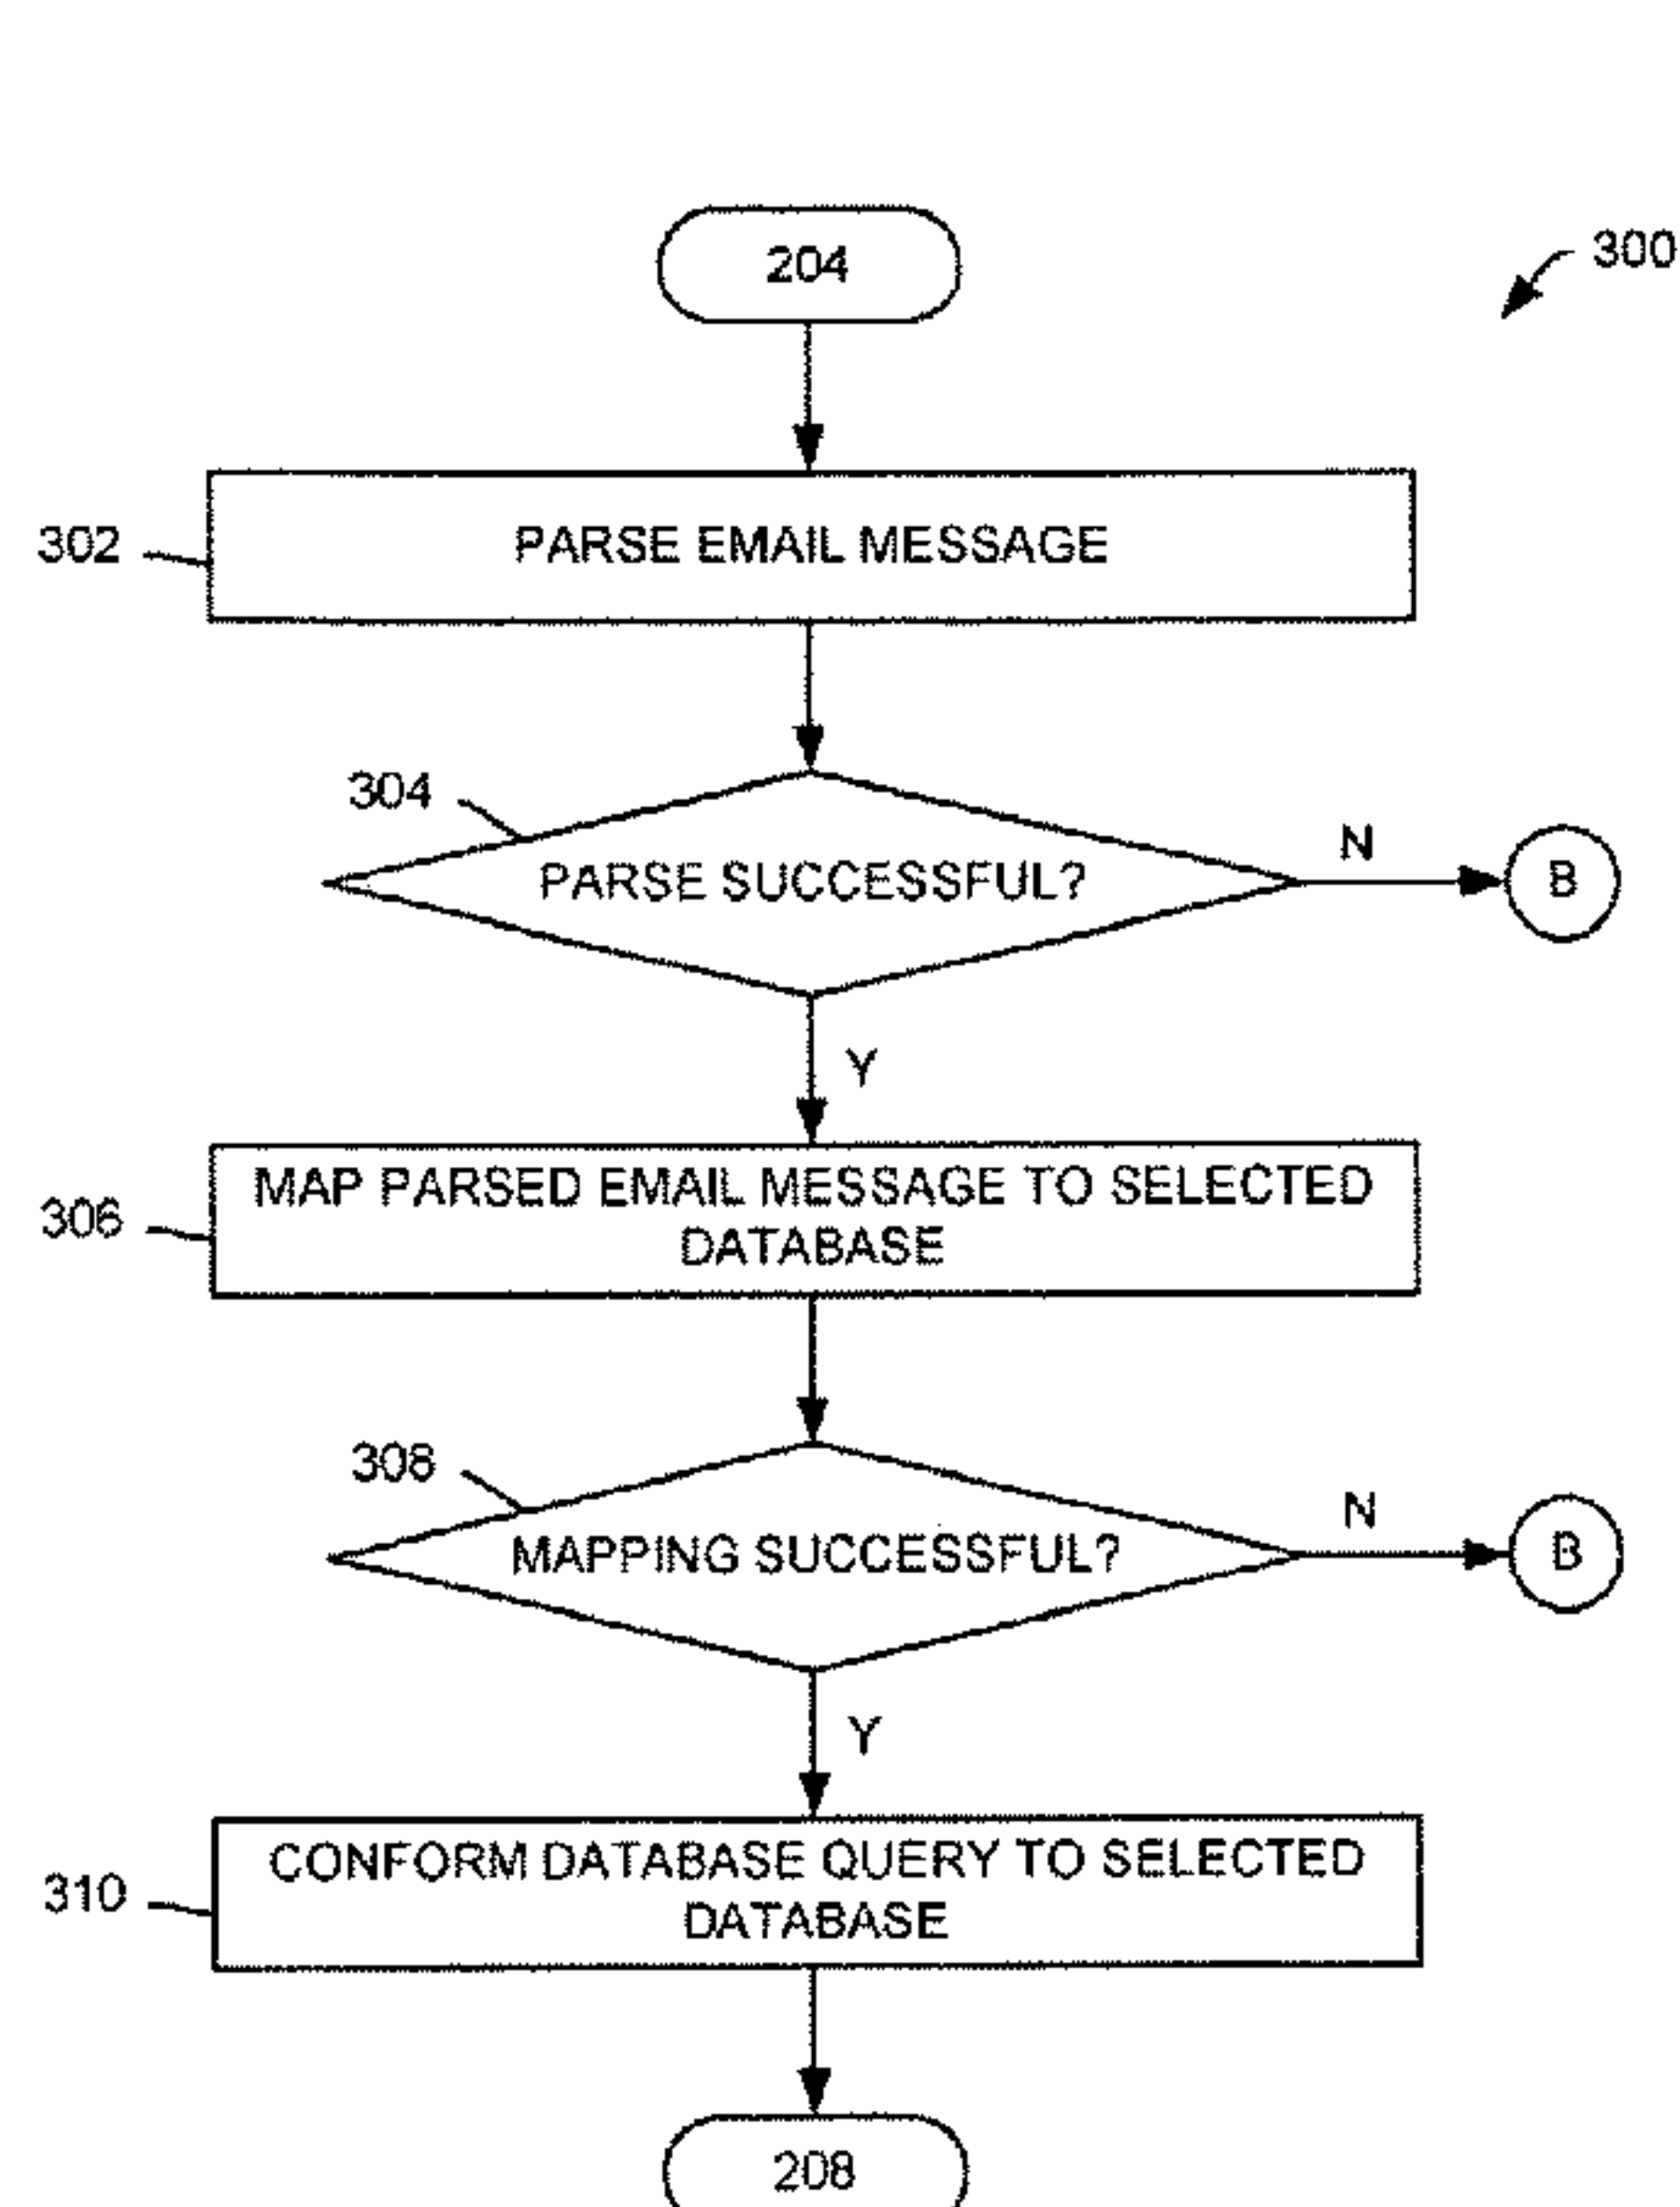 204
300
302
PARSE EMAIL MESSAGE
304
PARSE SUCCESSFUL?
N
B
Y
306
MAP PARSED EMAIL MESSAGE TO SELECTED
DATABASE
308
MAPPING SUCCESSFUL?
N
B
Y
310
CONFORM DATABASE QUERY TO SELECTED
DATABASE
208